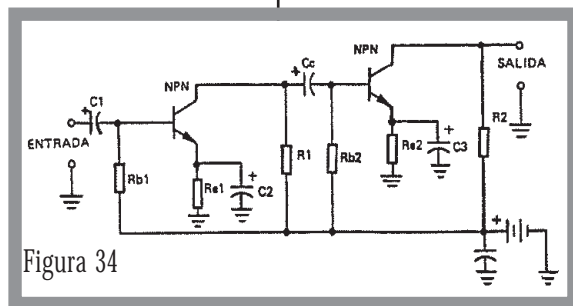 NPN
SALIDA
NPN
+ Cc
+ C1
R2
ENTRADA
Re2
+
C3
R1
Rb2
Rb1
+
Re1
C2
+
Figura 34